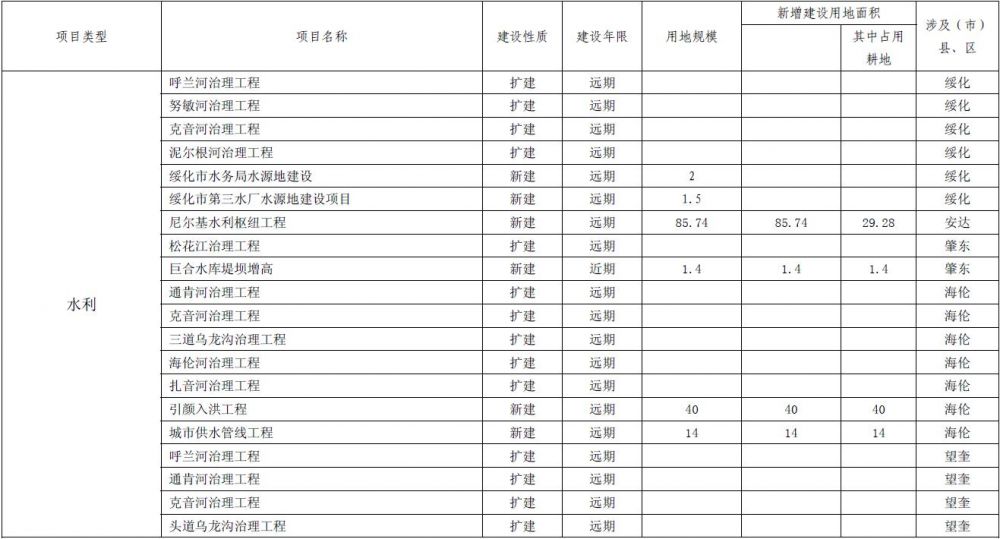 项目类型 项目名称 建设性质 建设年限 用地规模 新增建设用地面积 涉及（市）县、区
其中占用耕地
水利
呼兰河治理工程 扩建 远期 绥化
努敏河治理工程 扩建 远期 绥化
克音河治理工程 扩建 远期 绥化
泥尔根河治理工程 扩建 远期 绥化
绥化市水务局水源地建设 新建 远期 2 绥化
绥化市第三水厂水源地建设项目 新建 远期 1.5 绥化
尼尔基水利枢纽工程 新建 远期 85.74 85.74 29.28 安达
松花江治理工程 扩建 远期 肇东
巨合水库堤坝增高 新建 近期 1.4 1.4 1.4 肇东
通肯河治理工程 扩建 远期 海伦
克音河治理工程 扩建 远期 海伦
三道乌龙沟治理工程 扩建 远期 海伦
海伦河治理工程 扩建 远期 海伦
扎音河治理工程 扩建 远期 海伦
引颜入洪工程 新建 远期 40 40 40 海伦
城市供水管线工程 新建 远期 14 14 14 海伦
呼兰河治理工程 扩建 远期 望奎
通肯河治理工程 扩建 远期 望奎
克音河治理工程 扩建 远期 望奎
头道乌龙沟治理工程 扩建 远期 望奎